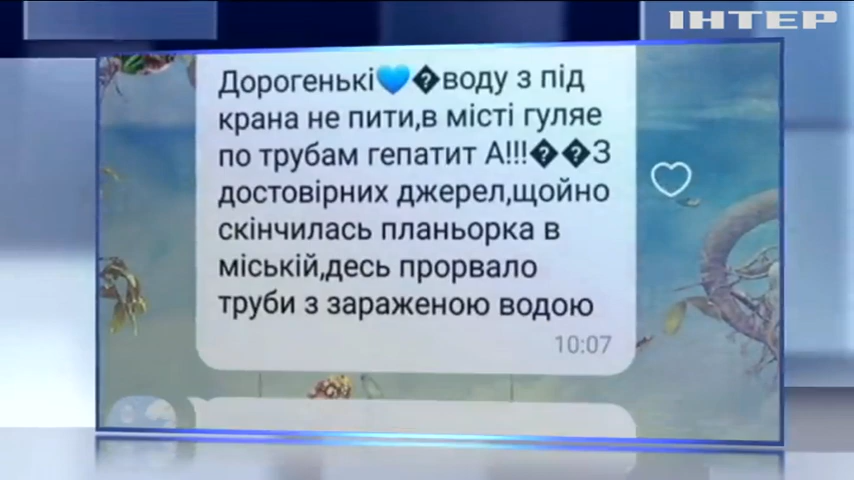 ІНТЕР
Дорогенькі💙�воду з під
крана не пити,в місті гуляе
по трубам гепатит А!!!��З
достовірних джерел,щойно
скінчилась планьорка в
міській,десь прорвало
труби з зараженою водою
10:07